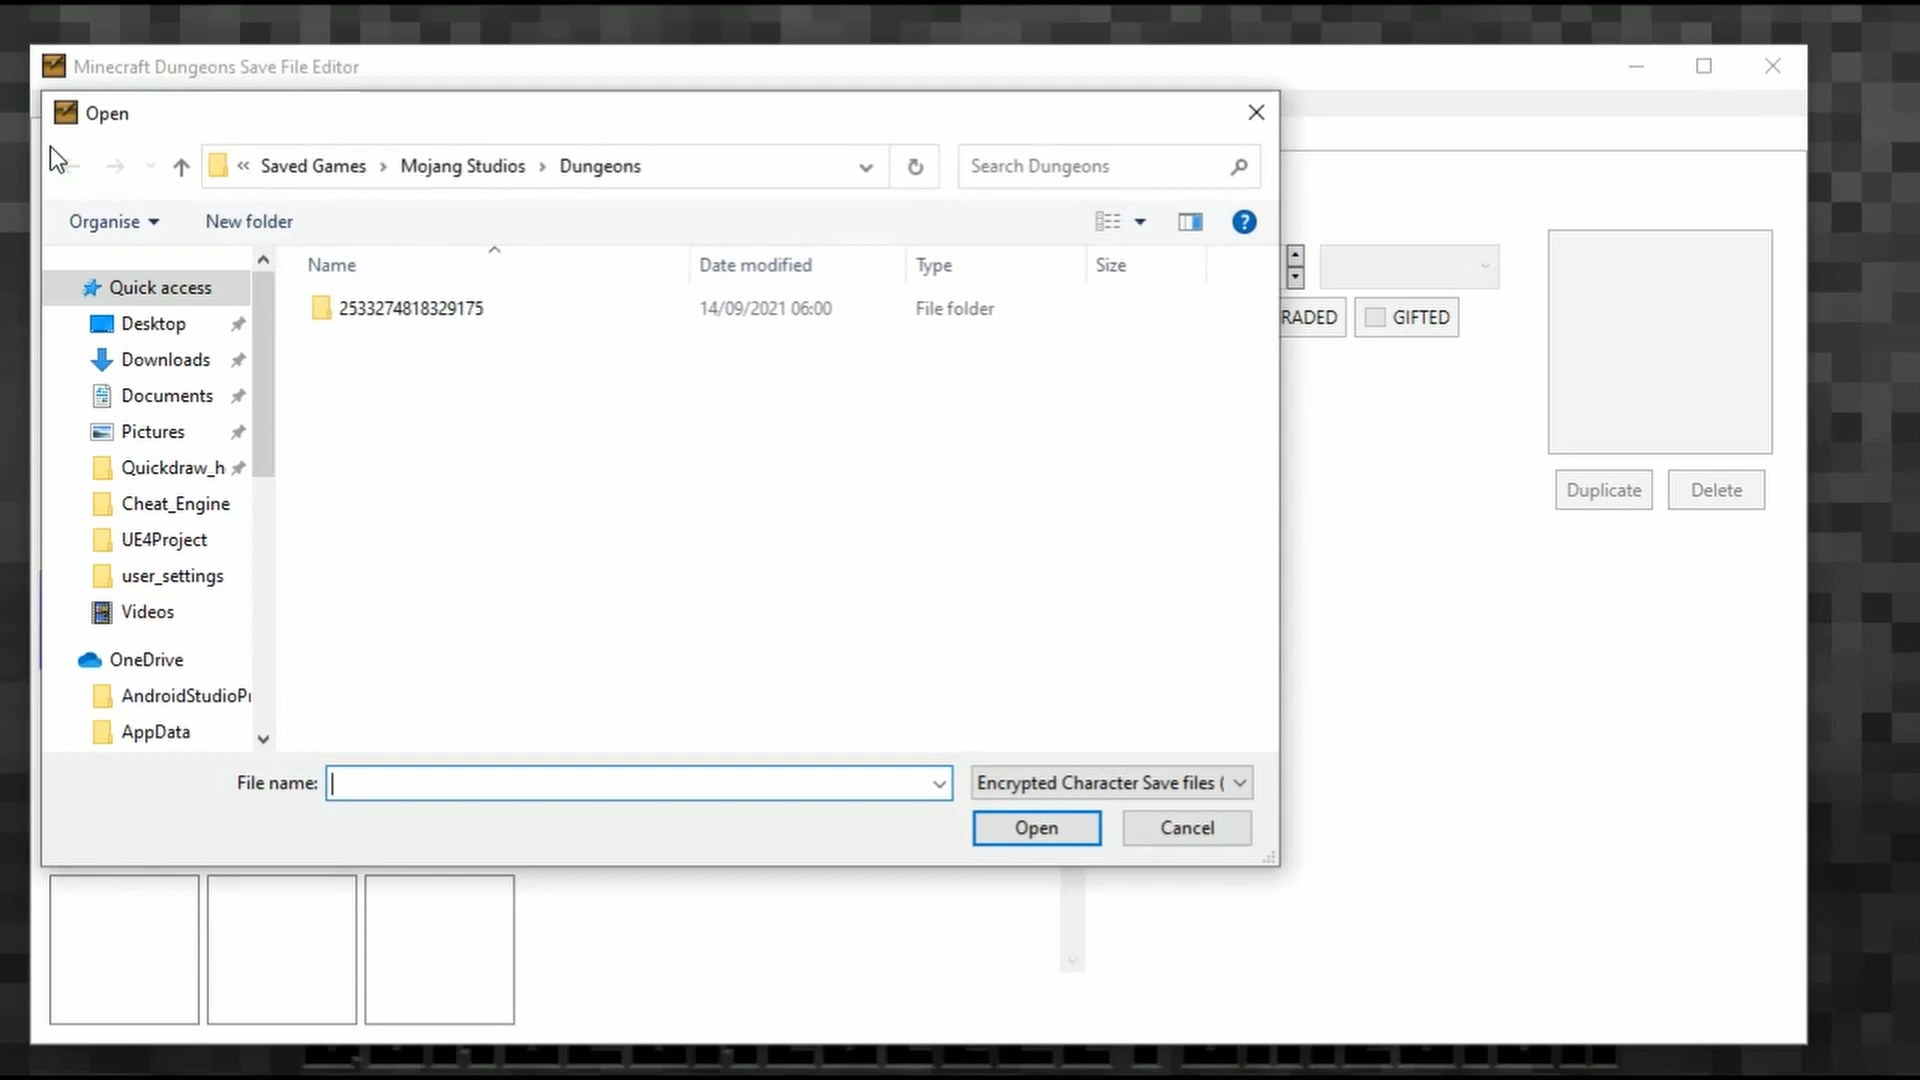 Minecraft Dungeons Save File Editor
Open
« Saved Games › Mojang Studios › Dungeons
Search Dungeons
Organise
New folder
Name
Date modified
Type
Size
2533274818329175
14/09/2021 06:00
File folder
Quick access
Desktop
Downloads
Documents
Pictures
Quickdraw_h
Cheat_Engine
UE4Project
user_settings
Videos
OneDrive
AndroidStudioPr
AppData
RADED
GIFTED
Duplicate
Delete
File name:
Encrypted Character Save files (
Open
Cancel